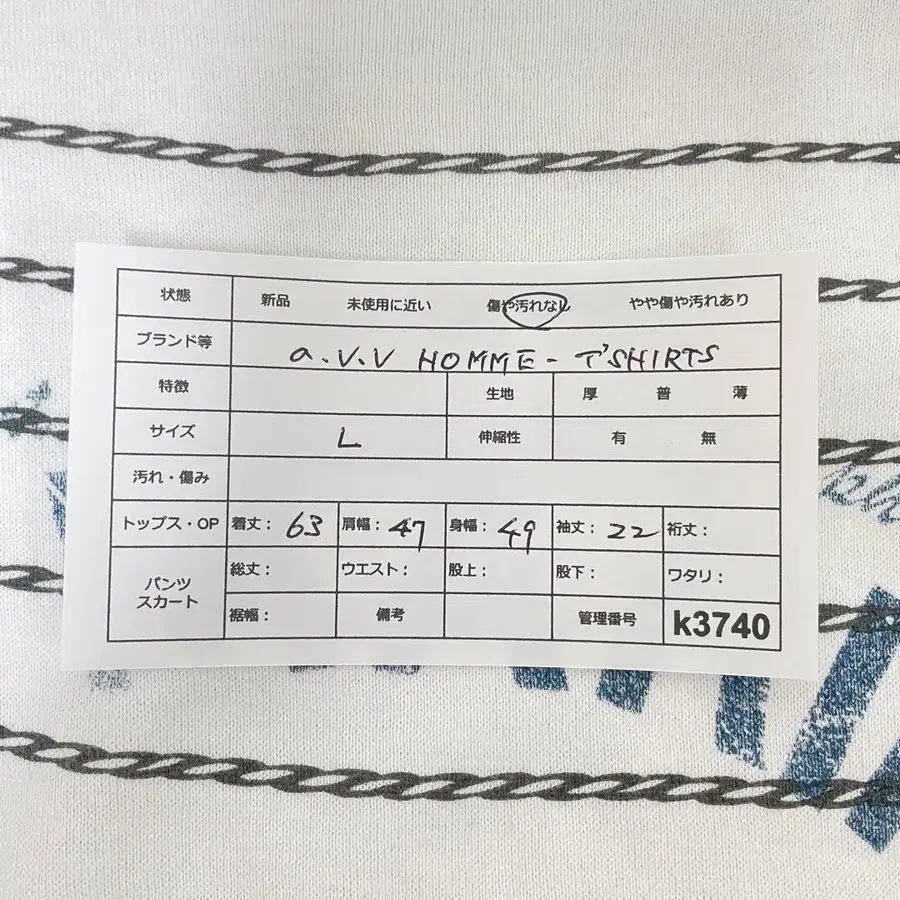 状態 新品 未使用に近い 傷や汚れなし やや傷や汚れあり
ブランド等 a.v.v HOMME - T'SHIRTS
特徴 生地 厚 普 薄
サイズ L 伸縮性 有 無
汚れ・傷み
トップス・OP 着丈: 63 肩幅: 47 身幅: 49 袖丈: 22 裄丈:
パンツ スカート 総丈: ウエスト: 股上: 股下: ワタリ:
裾幅: 備考 管理番号 k3740